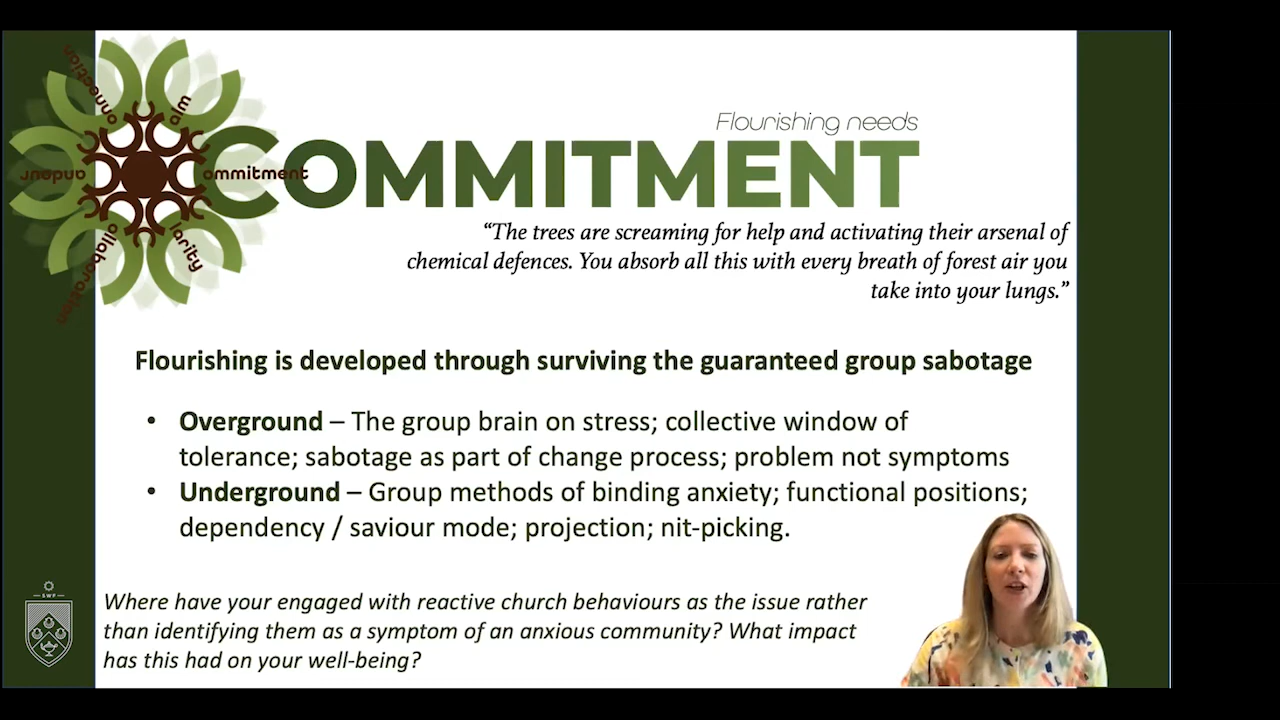 Flourishing needs
COMMITMENT
onnection
alm
andour
ommitment
ollaboration
larity
“The trees are screaming for help and activating their arsenal of
chemical defences. You absorb all this with every breath of forest air you
take into your lungs.”
Flourishing is developed through surviving the guaranteed group sabotage
• Overground – The group brain on stress; collective window of
tolerance; sabotage as part of change process; problem not symptoms
• Underground – Group methods of binding anxiety; functional positions;
dependency / saviour mode; projection; nit-picking.
Where have your engaged with reactive church behaviours as the issue rather
than identifying them as a symptom of an anxious community? What impact
has this had on your well-being?
SWF